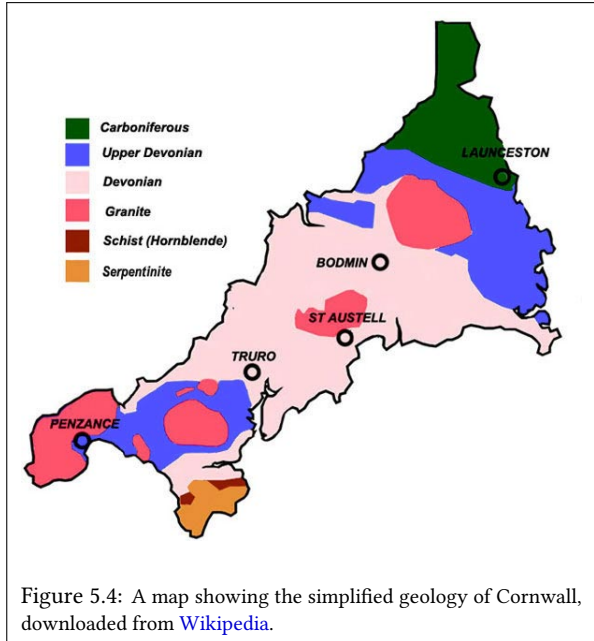 Carboniferous
Upper Devonian
Devonian
Granite
Schist (Hornblende)
Serpentinite
LAUNCESTON
BODMIN
ST AUSTELL
TRURO
PENZANCE
Figure 5.4: A map showing the simplified geology of Cornwall,
downloaded from Wikipedia.